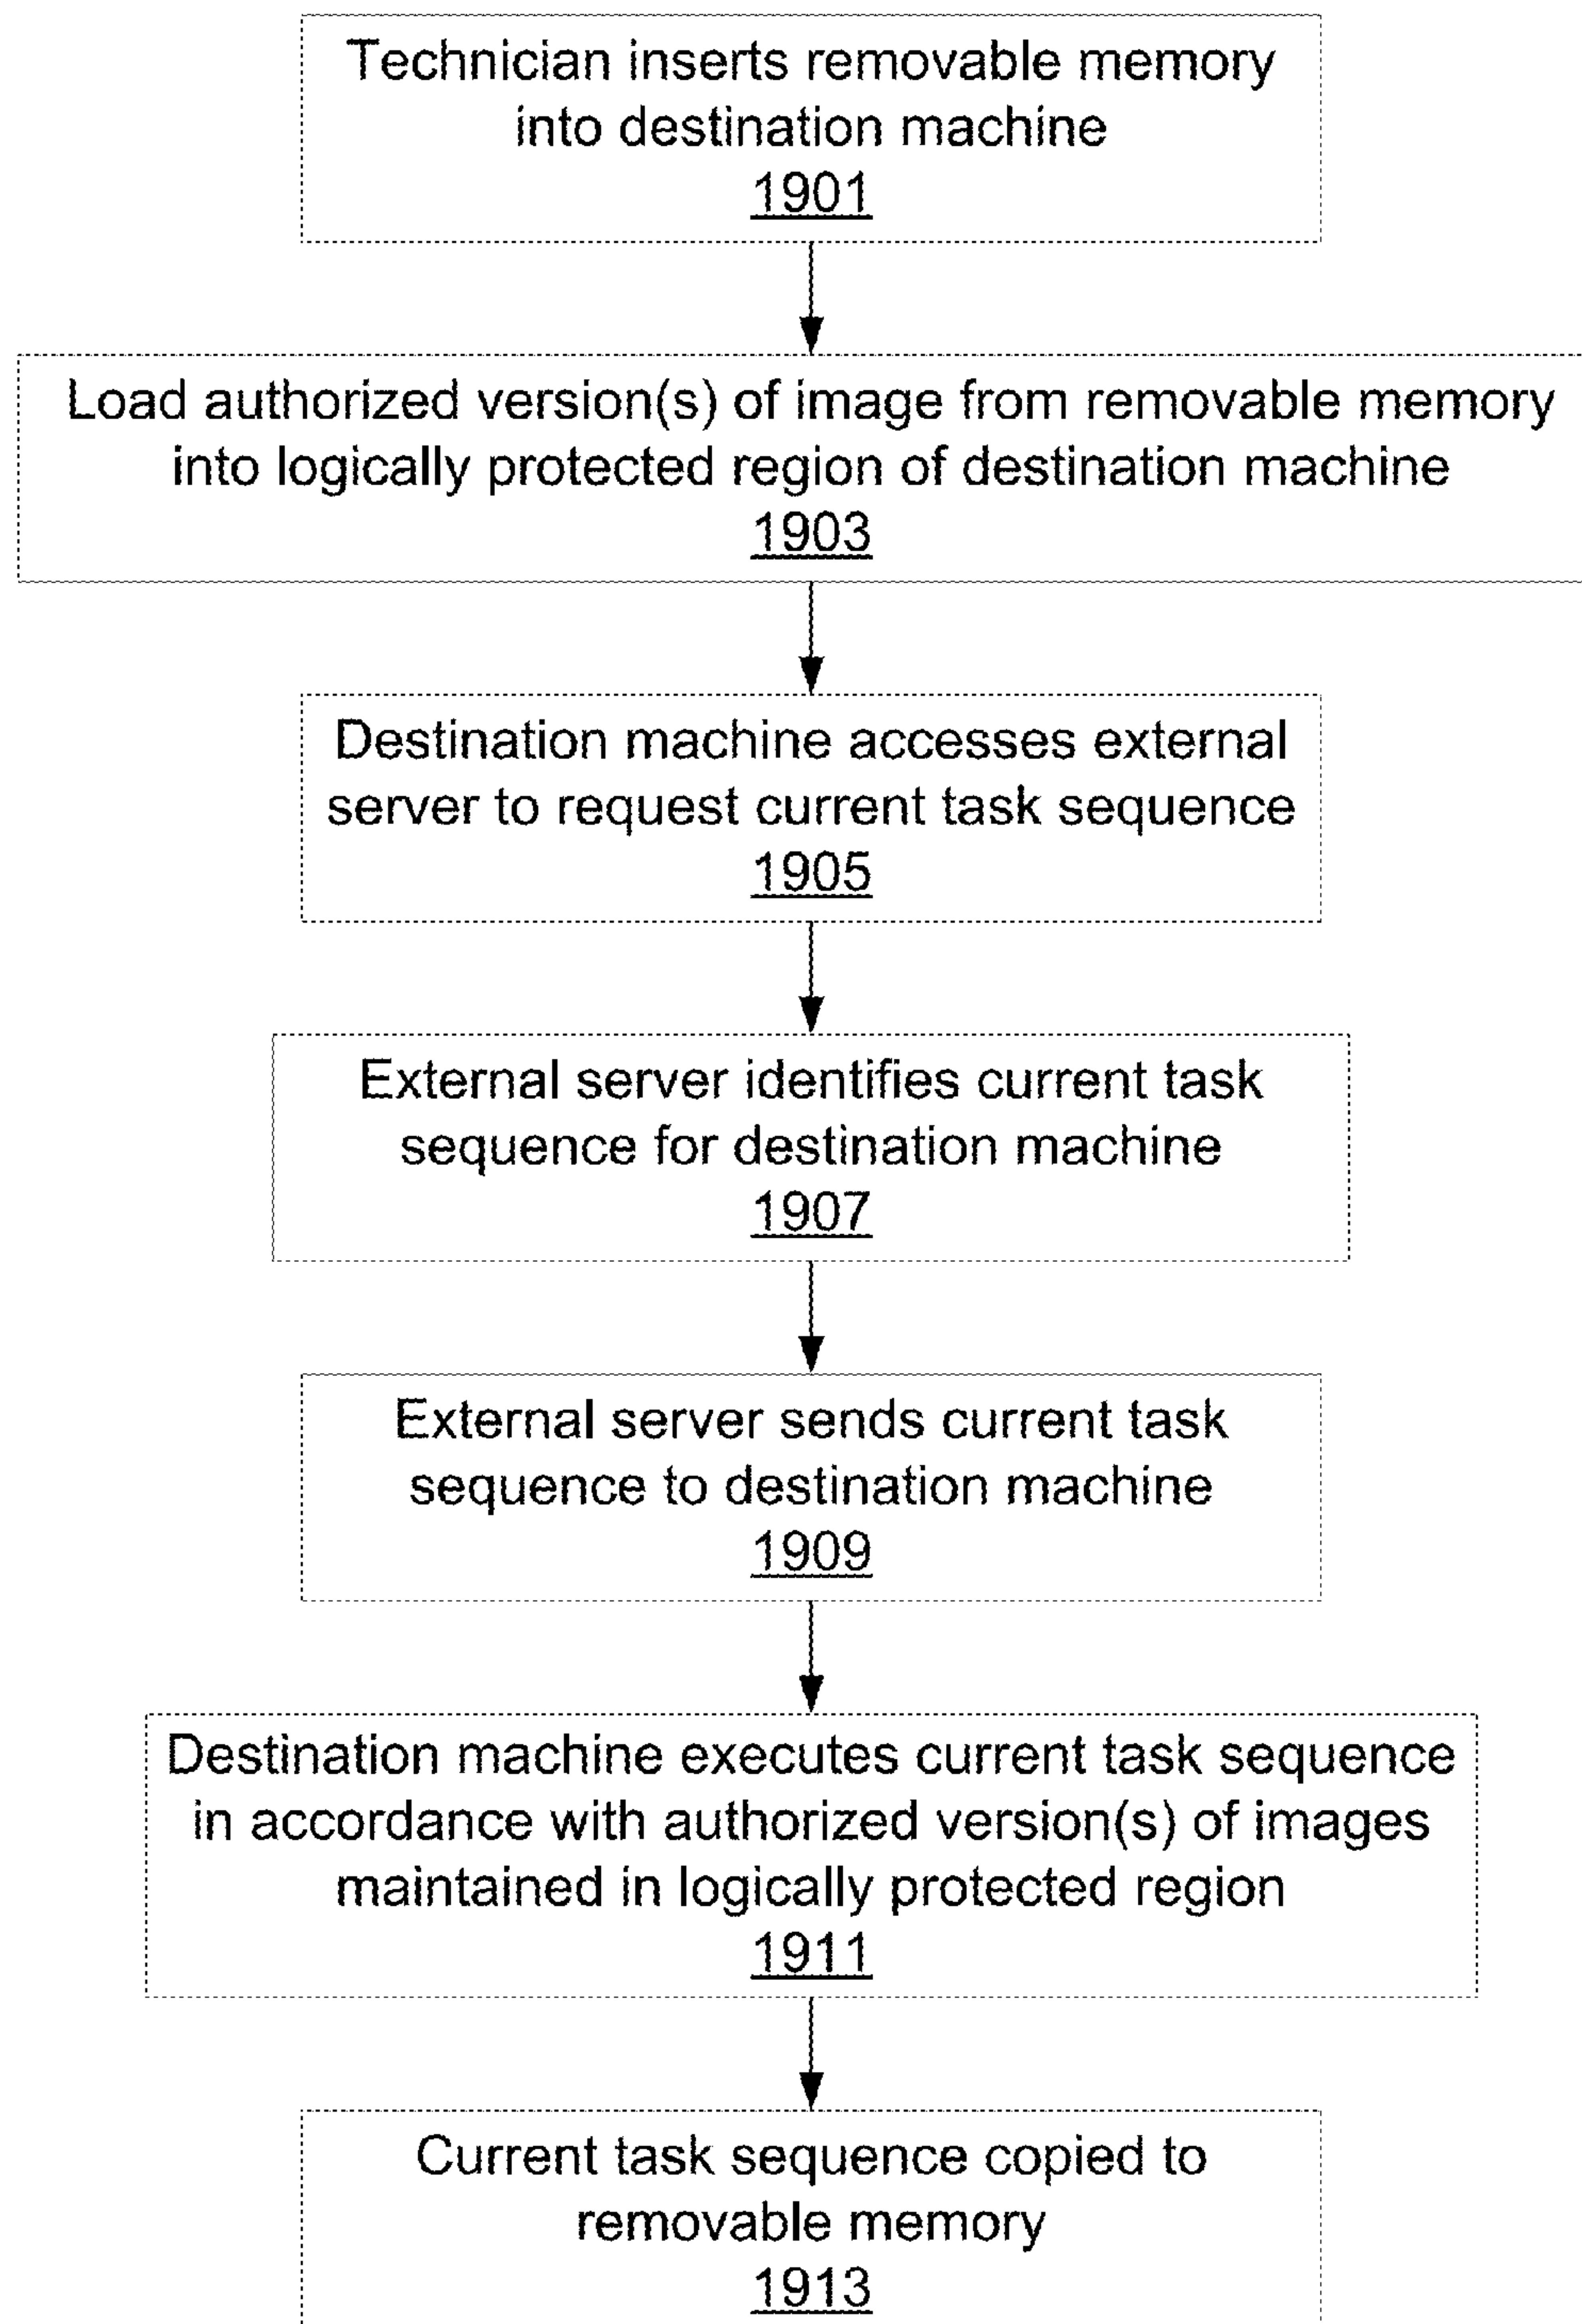 Technician inserts removable memory
into destination machine
1901
Load authorized version(s) of image from removable memory
into logically protected region of destination machine
1903
Destination machine accesses external
server to request current task sequence
1905
External server identifies current task
sequence for destination machine
1907
External server sends current task
sequence to destination machine
1909
Destination machine executes current task sequence
in accordance with authorized version(s) of images
maintained in logically protected region
1911
Current task sequence copied to
removable memory
1913